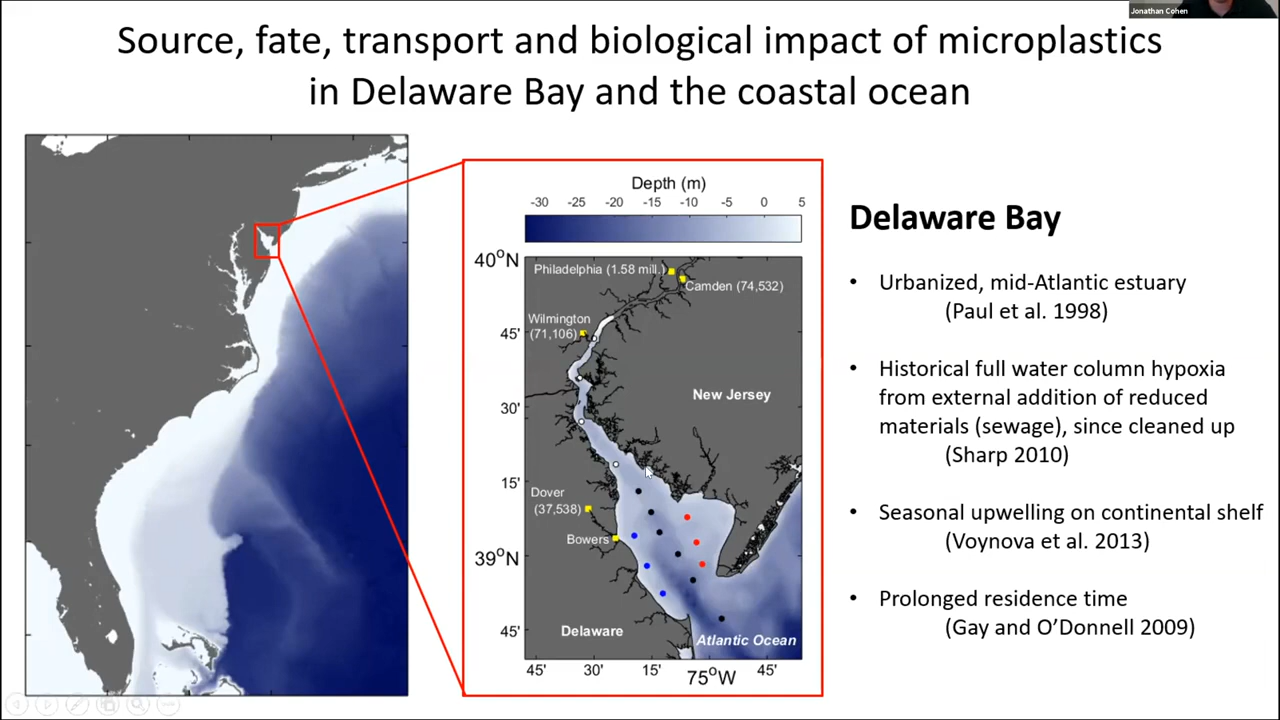 Jonathan Cohen
Source, fate, transport and biological impact of microplastics
in Delaware Bay and the coastal ocean
Depth (m)
-30 -25 -20 -15 -10 -5 0 5
40oN
Philadelphia (1.58 mill.)
Camden (74,532)
Wilmington
(71,106)
45'
New Jersey
30'
15'
Dover
(37,538)
Bowers
39oN
45'
Delaware
Atlantic Ocean
45' 30' 15' 75oW 45'
Delaware Bay
• Urbanized, mid-Atlantic estuary
(Paul et al. 1998)
• Historical full water column hypoxia
from external addition of reduced
materials (sewage), since cleaned up
(Sharp 2010)
• Seasonal upwelling on continental shelf
(Voynova et al. 2013)
• Prolonged residence time
(Gay and O’Donnell 2009)